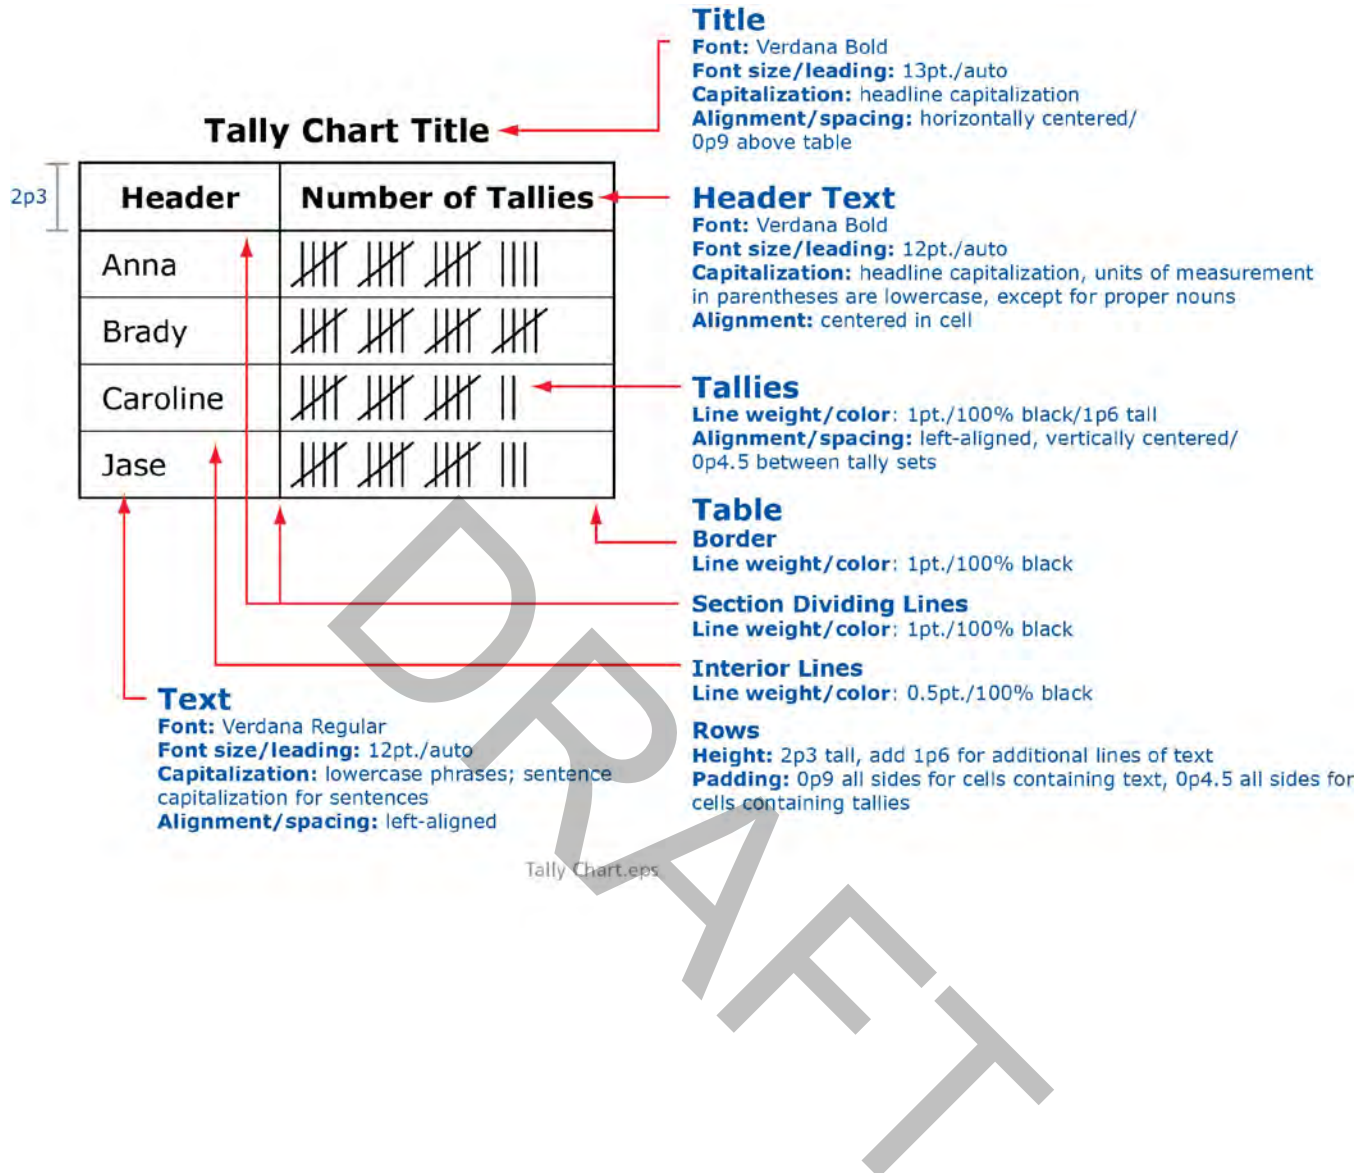 Title
Font: Verdana Bold
Font size/leading: 13pt./auto
Capitalization: headline capitalization
Alignment/spacing: horizontally centered/
0p9 above table
Tally Chart Title
2p3
Header Number of Tallies
Anna
Brady
Caroline
Jase
Header Text
Font: Verdana Bold
Font size/leading: 12pt./auto
Capitalization: headline capitalization, units of measurement
in parentheses are lowercase, except for proper nouns
Alignment: centered in cell
Tallies
Line weight/color: 1pt./100% black/1p6 tall
Alignment/spacing: left-aligned, vertically centered/
0p4.5 between tally sets
Table
Border
Line weight/color: 1pt./100% black
Section Dividing Lines
Line weight/color: 1pt./100% black
Interior Lines
Line weight/color: 0.5pt./100% black
Rows
Height: 2p3 tall, add 1p6 for additional lines of text
Padding: 0p9 all sides for cells containing text, 0p4.5 all sides for
cells containing tallies
Text
Font: Verdana Regular
Font size/leading: 12pt./auto
Capitalization: lowercase phrases; sentence
capitalization for sentences
Alignment/spacing: left-aligned
Tally Chart.eps
DRAFT